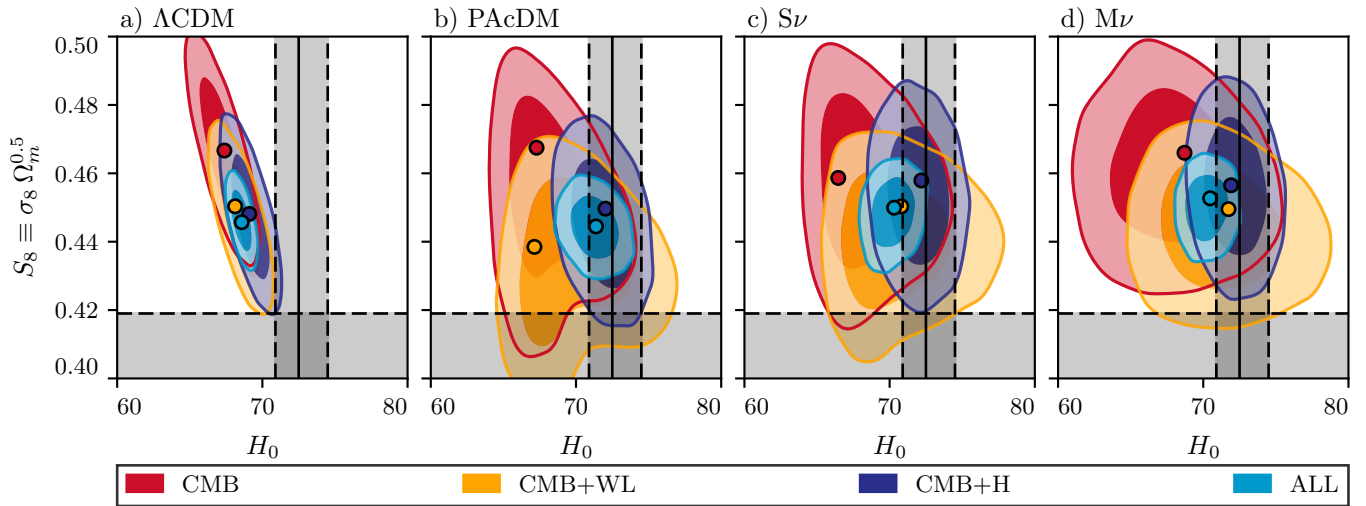 a) ΛCDM b) PAcDM c) Sν d) Mν
0.50
0.48
0.46
0.44
0.42
0.40
S₈ ≡ σ₈ Ωₘ^0.5
60 70 80 60 70 80 60 70 80 60 70 80
H₀ H₀ H₀ H₀
CMB CMB+WL CMB+H ALL